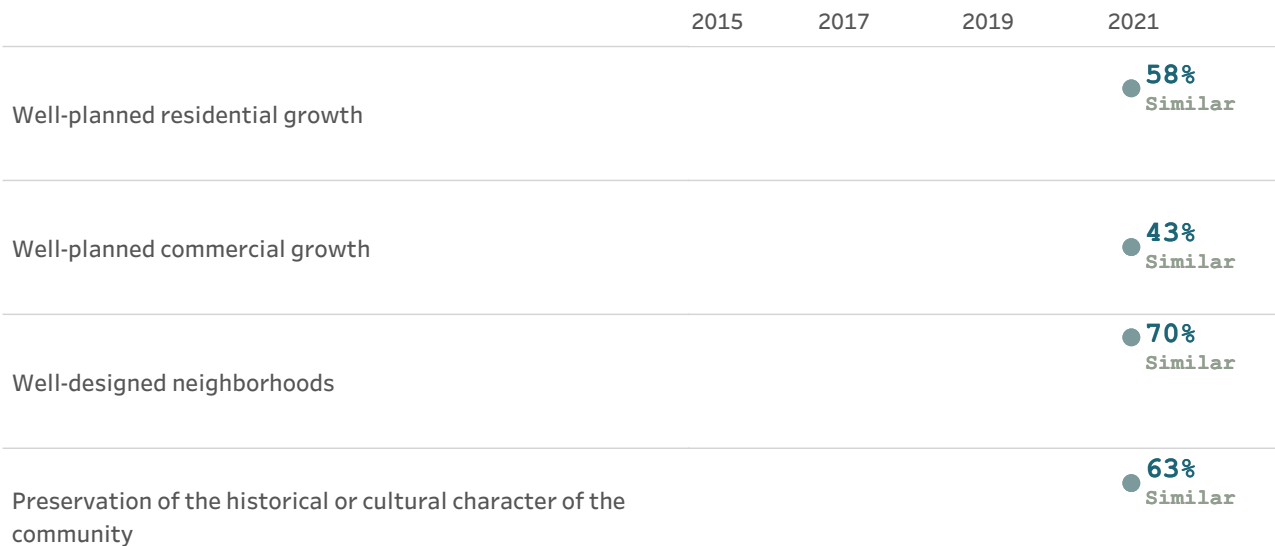 2015 2017 2019 2021
58%
Similar
Well-planned residential growth
43%
Well-planned commercial growth
Similar
70%
Similar
Well-designed neighborhoods
63%
Similar
Preservation of the historical or cultural character of the
community